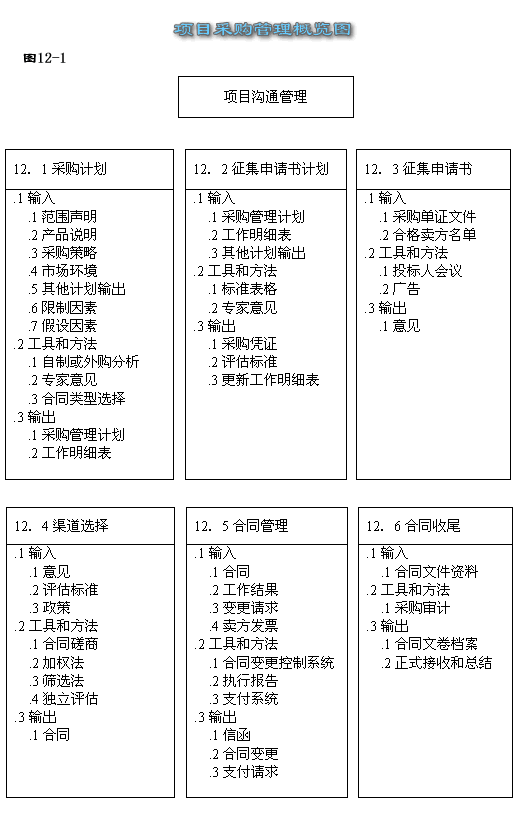 项目采购管理概览图
图12-1
项目沟通管理
12. 1 采购计划
.1 输入
.1 范围声明
.2 产品说明
.3 采购策略
.4 市场环境
.5 其他计划输出
.6 限制因素
.7 假设因素
.2 工具和方法
.1 自制或外购分析
.2 专家意见
.3 合同类型选择
.3 输出
.1 采购管理计划
.2 工作明细表
12. 2 征集申请书计划
.1 输入
.1 采购管理计划
.2 工作明细表
.3 其他计划输出
.2 工具和方法
.1 标准表格
.2 专家意见
.3 输出
.1 采购凭证
.2 评估标准
.3 更新工作明细表
12. 3 征集申请书
.1 输入
.1 采购单证文件
.2 合格卖方名单
.2 工具和方法
.1 投标人会议
.2 广告
.3 输出
.1 意见
12. 4 渠道选择
.1 输入
.1 意见
.2 评估标准
.3 政策
.2 工具和方法
.1 合同磋商
.2 加权法
.3 筛选法
.4 独立评估
.3 输出
.1 合同
12. 5 合同管理
.1 输入
.1 合同
.2 工作结果
.3 变更请求
.4 卖方发票
.2 工具和方法
.1 合同变更控制系统
.2 执行报告
.3 支付系统
.3 输出
.1 信函
.2 合同变更
.3 支付请求
12. 6 合同收尾
.1 输入
.1 合同文件资料
.2 工具和方法
.1 采购审计
.3 输出
.1 合同文卷档案
.2 正式接收和总结